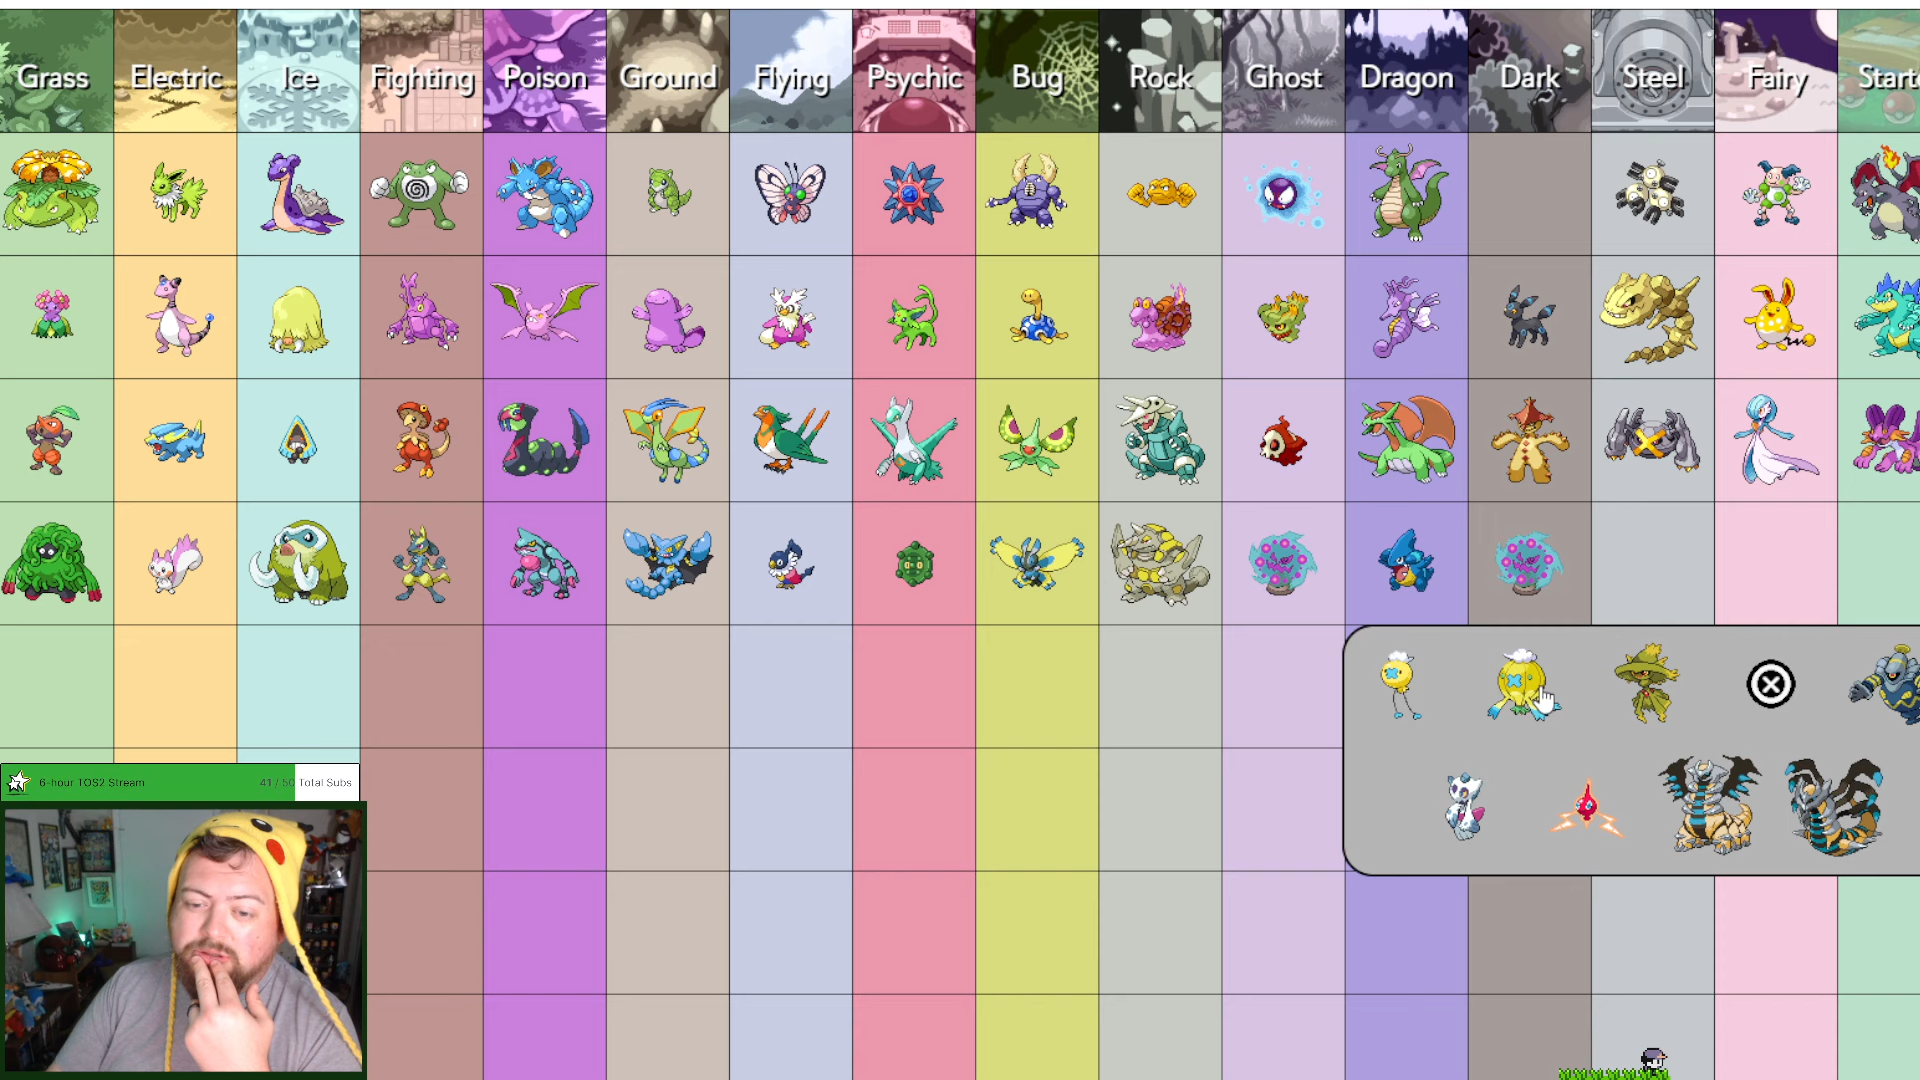 Grass Electric Ice Fighting Poison Ground Flying Psychic Bug Rock Ghost Dragon Dark Steel Fairy Start
6-hour TOS2 Stream 41 / 50 Total Subs